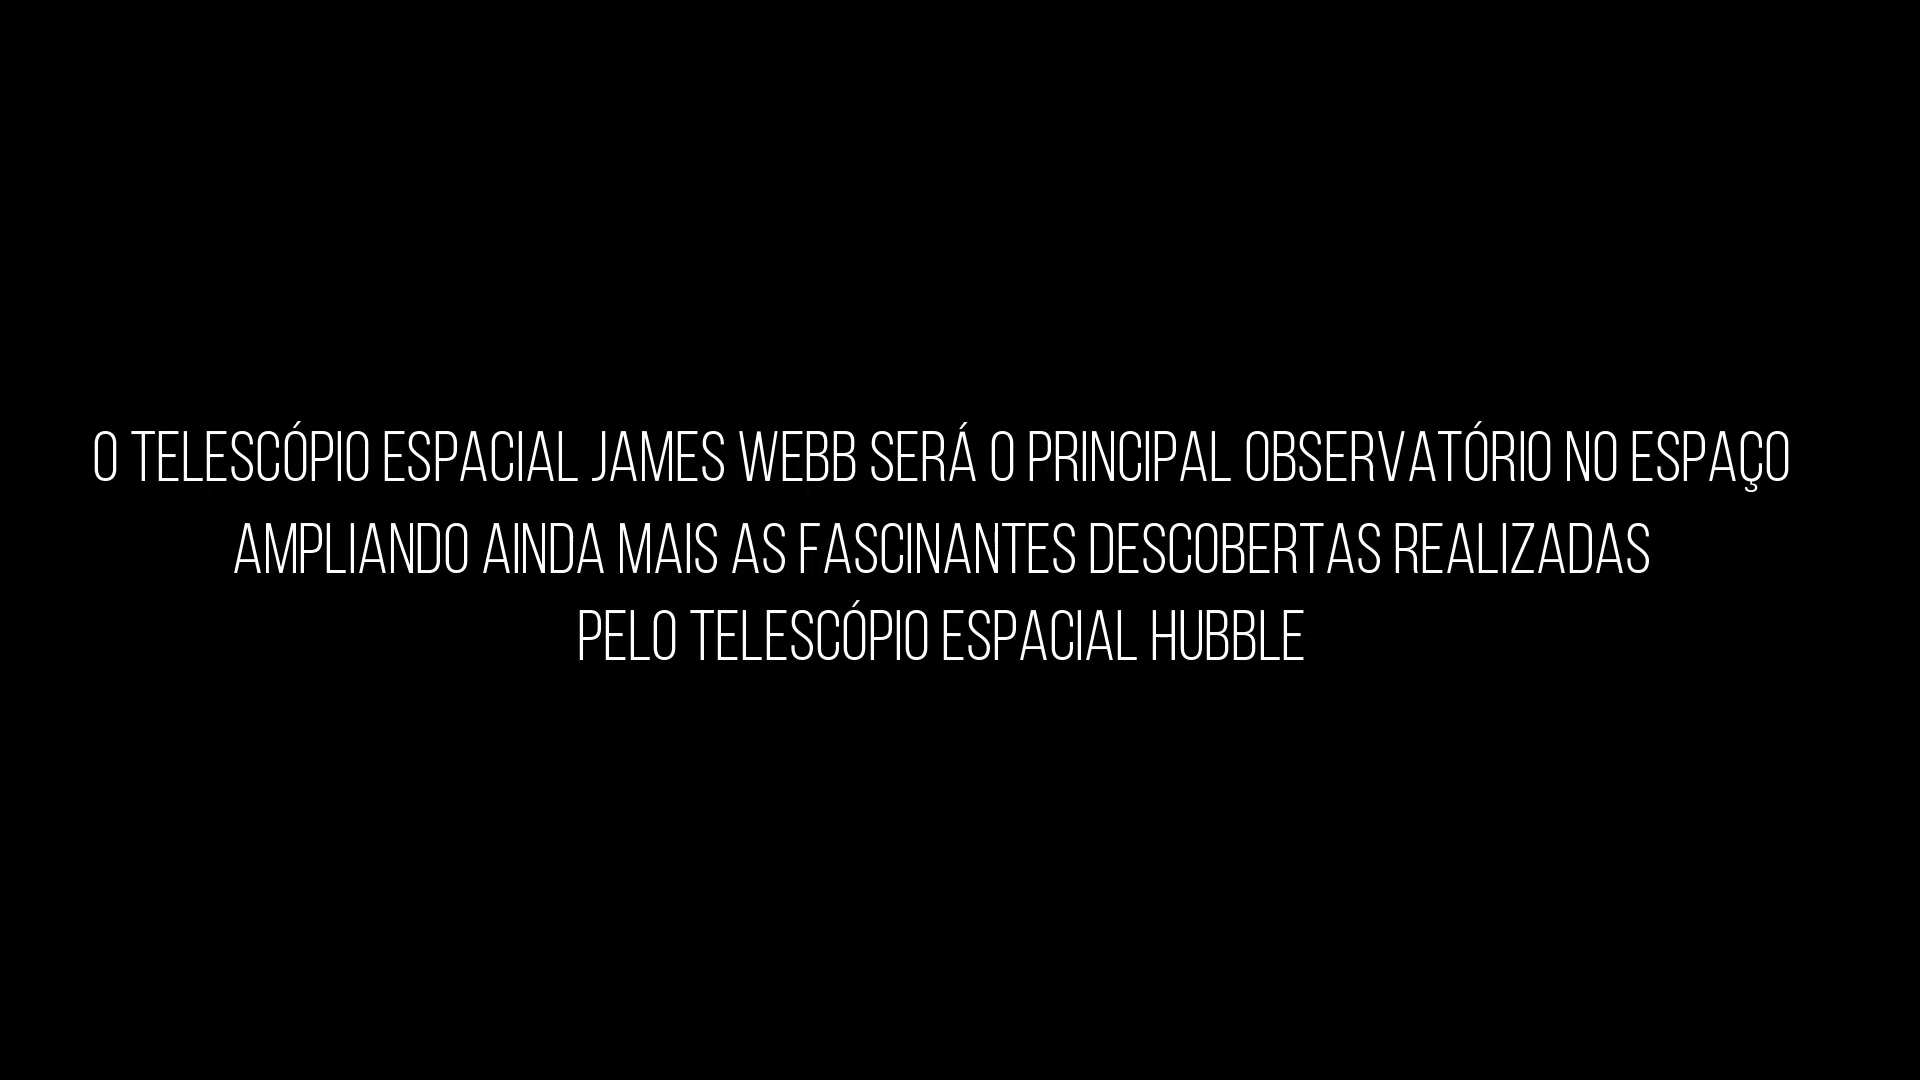 O TELESCÓPIO ESPACIAL JAMES WEBB SERÁ O PRINCIPAL OBSERVATÓRIO NO ESPAÇO
AMPLIANDO AINDA MAIS AS FASCINANTES DESCOBERTAS REALIZADAS
PELO TELESCÓPIO ESPACIAL HUBBLE